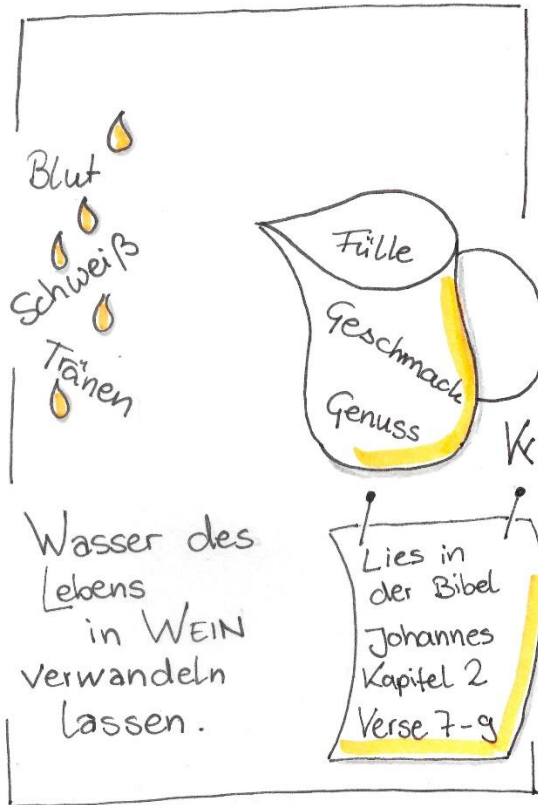 Blut
Schweiß
Tränen
Fülle
Geschmack
Genuss
Wasser des
Lebens
in WEIN
verwandeln
lassen.
Lies in
der Bibel
Johannes
Kapitel 2
Verse 7-9